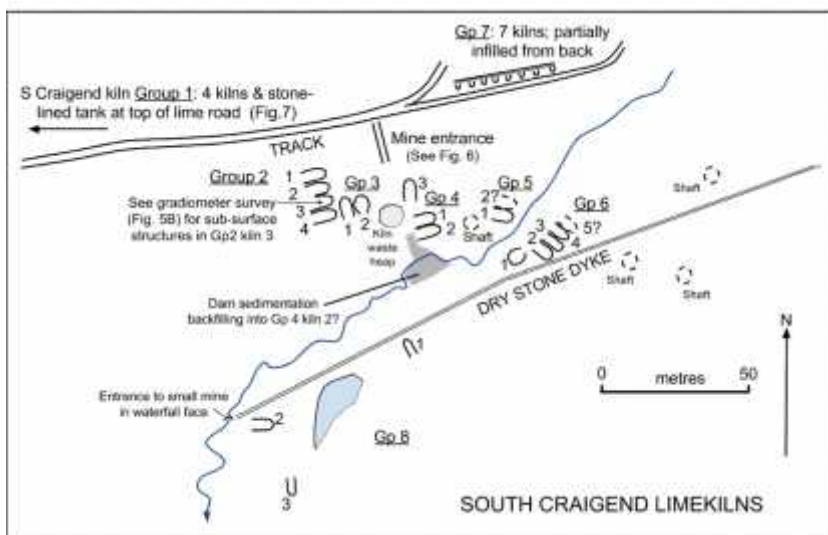 Gp 7: 7 kilns; partially
infilled from back
S Craigend kiln Group 1: 4 kilns & stone-
lined tank at top of lime road (Fig.7)
TRACK
Mine entrance
(See Fig. 6)
Group 2
1
2
3
4
See gradiometer survey
(Fig. 5B) for sub-surface
structures in Gp2 kiln 3
Gp 3
1 2
Kiln
waste
heap
3
Gp 4
1
2
Shaft
Gp 5
2?
1
Gp 6
1
2
3
4
5?
Shaft
Shaft
Shaft
Dam sedimentation
backfilling into Gp 4 kiln 2?
DRY STONE DYKE
N
0 metres 50
1
Entrance to small mine
in waterfall face
2
Gp 8
3
SOUTH CRAIGEND LIMEKILNS